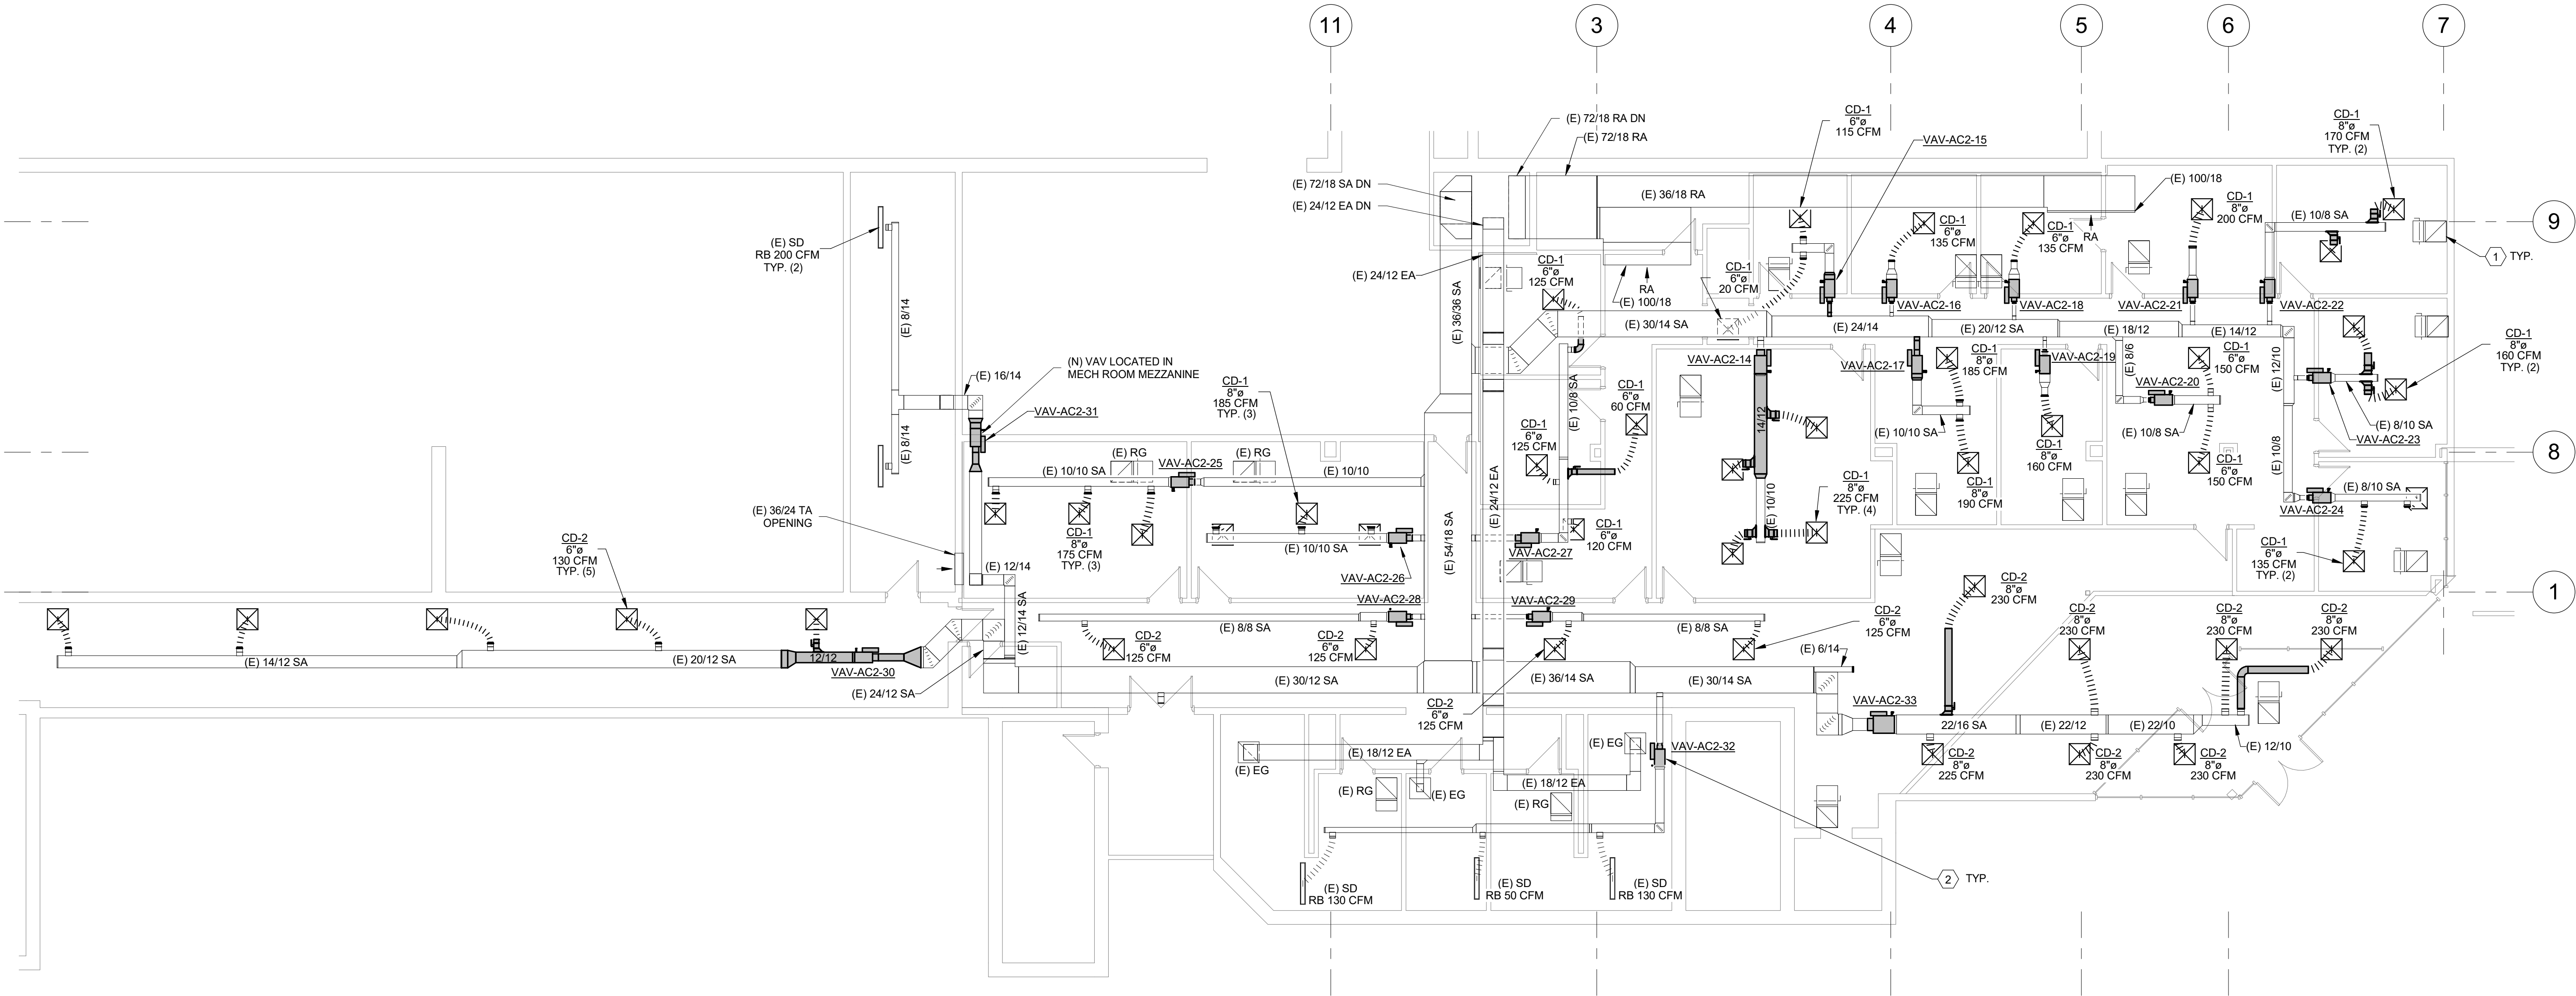 11
3
4
5
6
7
9
8
1
(E) 72/18 RA DN
(E) 72/18 RA
CD-1
6"ø
115 CFM
VAV-AC2-15
CD-1
8"ø
170 CFM
TYP. (2)
(E) 72/18 SA DN
(E) 24/12 EA DN
(E) 36/18 RA
(E) 100/18
RA
CD-1
6"ø
135 CFM
CD-1
6"ø
135 CFM
CD-1
8"ø
200 CFM
(E) 10/8 SA
1
TYP.
(E) SD
RB 200 CFM
TYP. (2)
(E) 24/12 EA
CD-1
6"ø
125 CFM
RA
(E) 100/18
CD-1
6"ø
20 CFM
VAV-AC2-16
VAV-AC2-18
VAV-AC2-21
VAV-AC2-22
(E) 8/14
(E) 36/36 SA
(E) 30/14 SA
(E) 24/14
(E) 20/12 SA
(E) 18/12
(E) 14/12
CD-1
8"ø
160 CFM
TYP. (2)
(N) VAV LOCATED IN
MECH ROOM MEZZANINE
(E) 16/14
VAV-AC2-14
VAV-AC2-17
CD-1
8"ø
185 CFM
VAV-AC2-19
(E) 8/6
CD-1
6"ø
150 CFM
(E) 12/10
VAV-AC2-20
CD-1
8"ø
185 CFM
TYP. (3)
(E) 10/8 SA
CD-1
6"ø
60 CFM
VAV-AC2-31
(E) 8/14
CD-1
6"ø
125 CFM
14/12
(E) 10/10 SA
CD-1
8"ø
160 CFM
(E) 10/8 SA
(E) 8/10 SA
VAV-AC2-23
(E) RG
VAV-AC2-25
(E) RG
(E) 10/10 SA
(E) 10/10
CD-1
8"ø
190 CFM
CD-1
6"ø
150 CFM
(E) 10/8
(E) 8/10 SA
VAV-AC2-24
(E) 36/24 TA
OPENING
CD-1
8"ø
175 CFM
TYP. (3)
(E) 10/10 SA
VAV-AC2-26
(E) 54/18 SA
(E) 24/12 EA
VAV-AC2-27
CD-1
6"ø
120 CFM
(E) 10/10
CD-1
8"ø
225 CFM
TYP. (4)
CD-1
6"ø
135 CFM
TYP. (2)
CD-2
6"ø
130 CFM
TYP. (5)
(E) 12/14
(E) 12/14 SA
VAV-AC2-28
VAV-AC2-29
(E) 8/8 SA
(E) 8/8 SA
CD-2
6"ø
125 CFM
CD-2
6"ø
125 CFM
CD-2
6"ø
125 CFM
CD-2
8"ø
230 CFM
CD-2
8"ø
230 CFM
CD-2
8"ø
230 CFM
CD-2
8"ø
230 CFM
(E) 14/12 SA
(E) 20/12 SA
12/12
VAV-AC2-30
(E) 24/12 SA
(E) 30/12 SA
(E) 36/14 SA
(E) 30/14 SA
(E) 6/14
CD-2
6"ø
125 CFM
VAV-AC2-33
22/16 SA
(E) 22/12
(E) 22/10
(E) 12/10
CD-2
8"ø
225 CFM
CD-2
8"ø
230 CFM
CD-2
8"ø
230 CFM
(E) EG
(E) 18/12 EA
(E) EG
VAV-AC2-32
(E) RG
(E) EG
(E) 18/12 EA
(E) RG
2
TYP.
(E) SD
RB 130 CFM
(E) SD
RB 50 CFM
(E) SD
RB 130 CFM